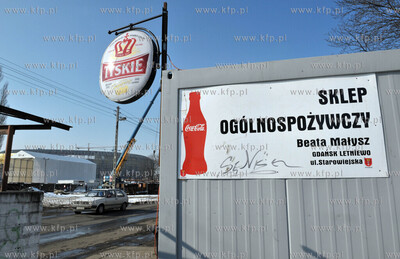 TYSKIE
SKLEP
OGÓLNOSPOŻYWCZY
Beata Małysz
GDAŃSK LETNIEWO
ul.Starowiejska
Coca-Cola
www.kfp.pl